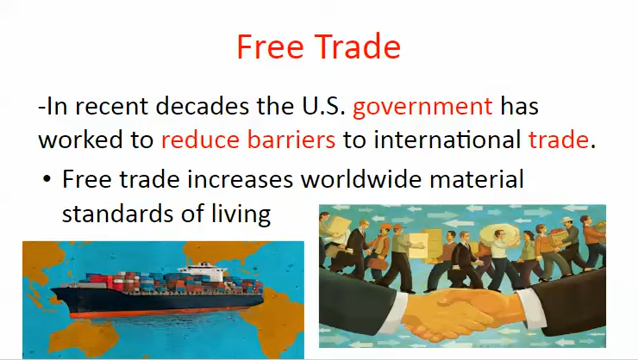 Free Trade
-In recent decades the U.S. government has
worked to reduce barriers to international trade.
• Free trade increases worldwide material
standards of living